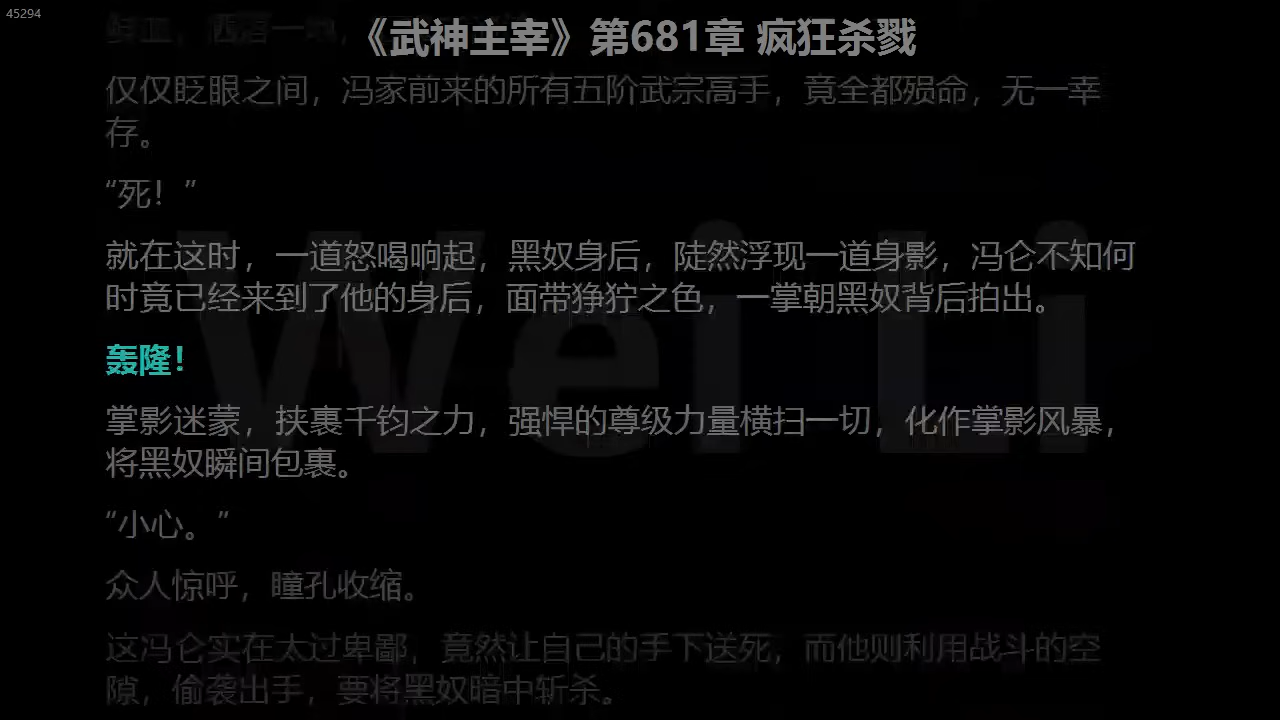 45294
《武神主宰》第681章 疯狂杀戮
仅仅眨眼之间，冯家前来的所有五阶武宗高手，竟全都殒命，无一幸
存。
“死！”
就在这时，一道怒喝响起，黑奴身后，陡然浮现一道身影，冯仑不知何
时竟已经来到了他的身后，面带狰狞之色，一掌朝黑奴背后拍出。
轰隆！
掌影迷蒙，挟裹千钧之力，强悍的尊级力量横扫一切，化作掌影风暴，
将黑奴瞬间包裹。
“小心。”
众人惊呼，瞳孔收缩。
这冯仑实在太过卑鄙，竟然让自己的手下送死，而他则利用战斗的空
隙，偷袭出手，要将黑奴暗中斩杀。
Wei Li